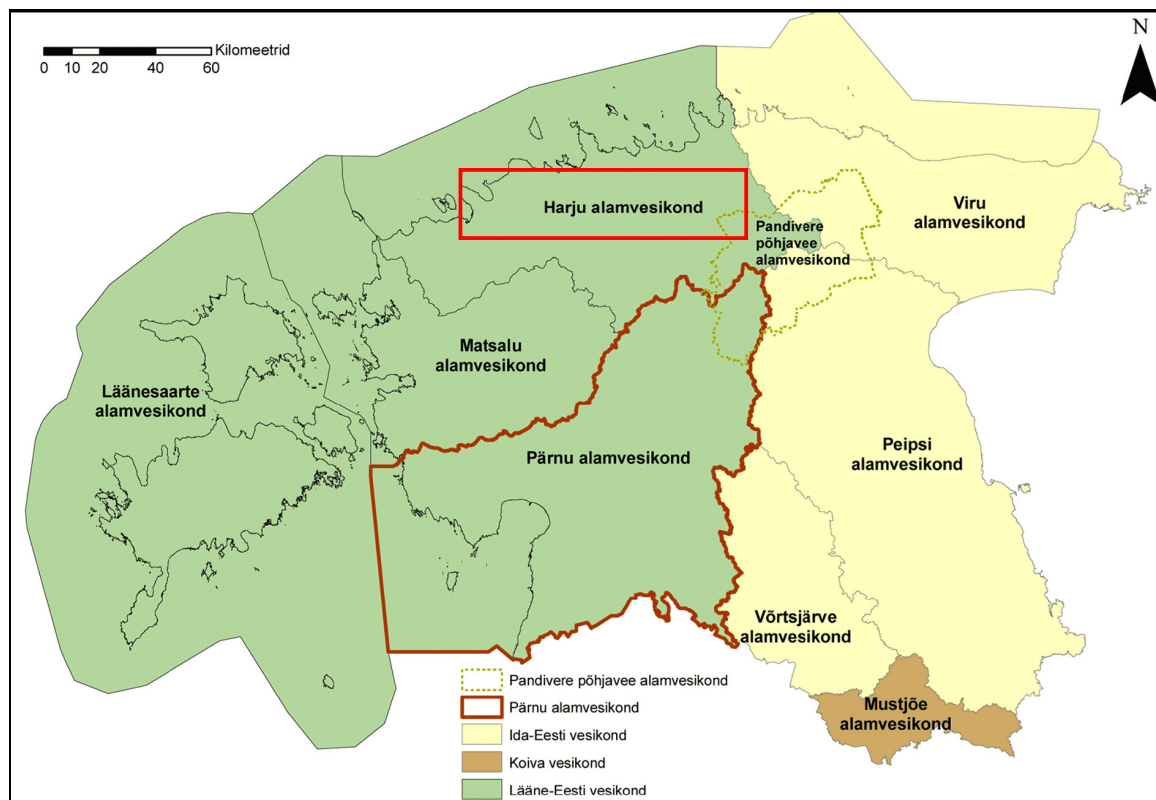 Kilomeetrid
0 10 20 40 60
N
Harju alamvesikond
Viru
alamvesikond
Pandivere
põhjavee
alamvesikond
Matsalu
alamvesikond
Läänesaarte
alamvesikond
Pärnu alamvesikond
Peipsi
alamvesikond
Võrtsjärve
alamvesikond
Mustjõe
alamvesikond
Pandivere põhjavee alamvesikond
Pärnu alamvesikond
Ida-Eesti vesikond
Koiva vesikond
Lääne-Eesti vesikond